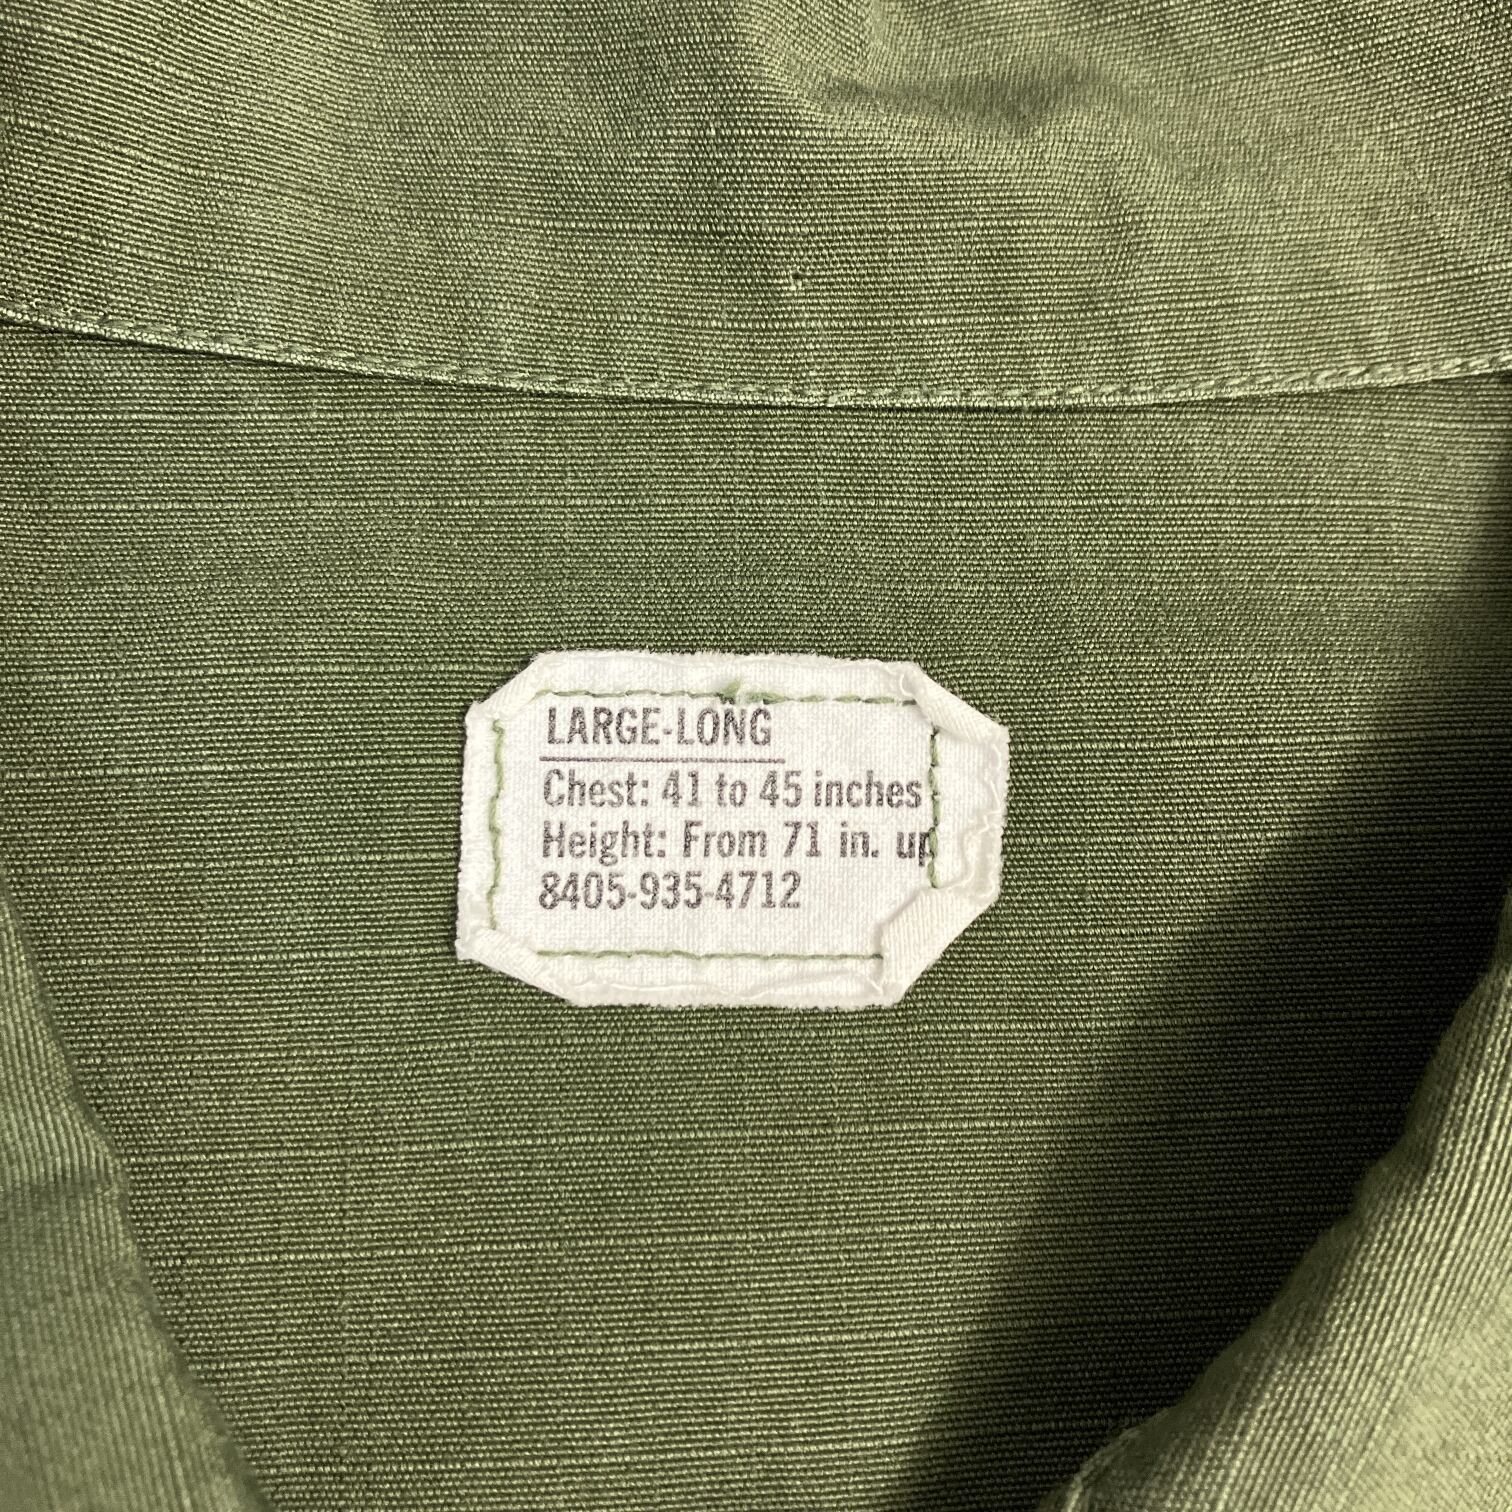 LARGE-LONG
Chest: 41 to 45 inches
Height: From 71 in. up
8405-935-4712